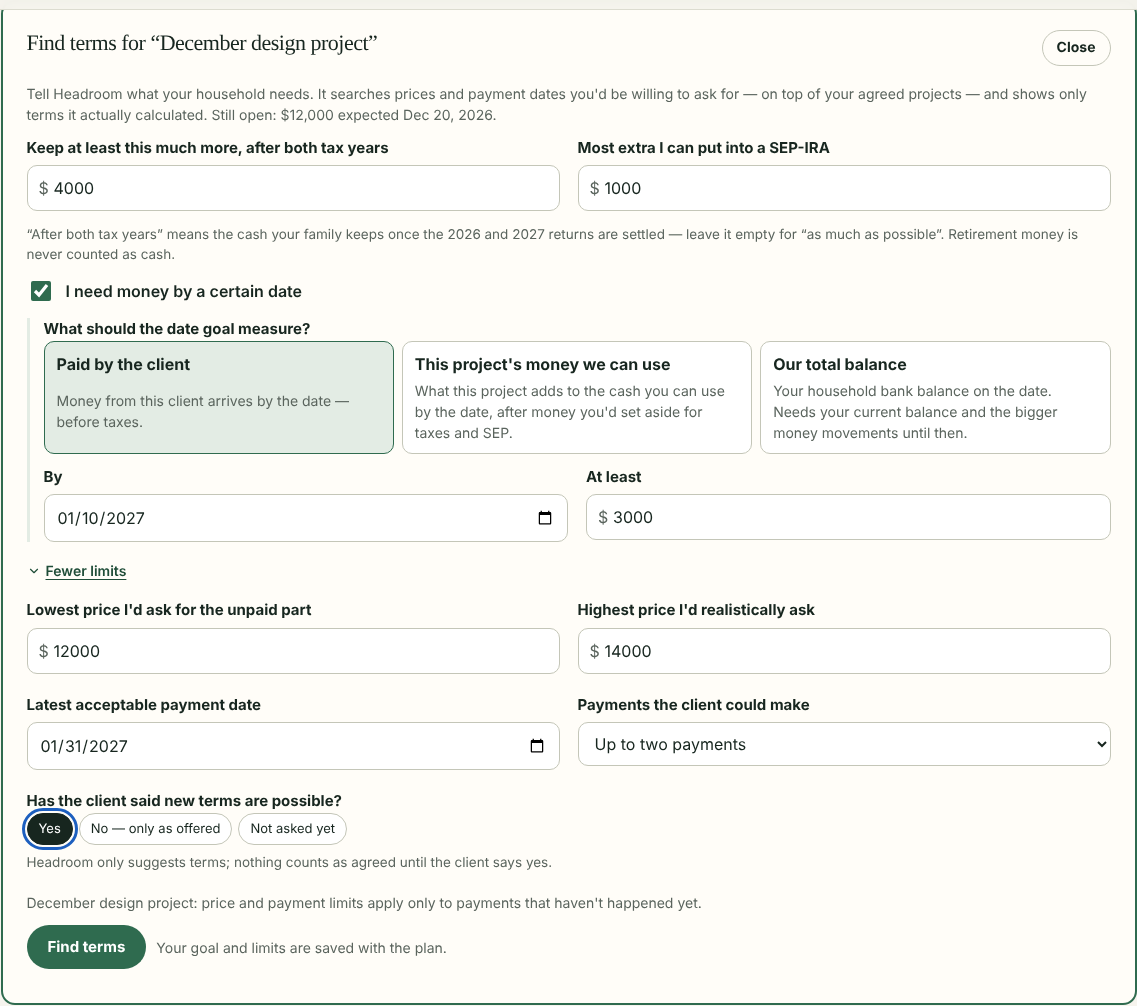 Find terms for “December design project”
Close
Tell Headroom what your household needs. It searches prices and payment dates you'd be willing to ask for — on top of your agreed projects — and shows only
terms it actually calculated. Still open: $12,000 expected Dec 20, 2026.
Keep at least this much more, after both tax years
Most extra I can put into a SEP-IRA
$ 4000
$ 1000
“After both tax years” means the cash your family keeps once the 2026 and 2027 returns are settled — leave it empty for “as much as possible”. Retirement money is
never counted as cash.
I need money by a certain date
What should the date goal measure?
Paid by the client
Money from this client arrives by the date —
before taxes.
This project's money we can use
What this project adds to the cash you can use
by the date, after money you'd set aside for
taxes and SEP.
Our total balance
Your household bank balance on the date.
Needs your current balance and the bigger
money movements until then.
By
At least
01/10/2027
$ 3000
Fewer limits
Lowest price I'd ask for the unpaid part
Highest price I'd realistically ask
$ 12000
$ 14000
Latest acceptable payment date
Payments the client could make
01/31/2027
Up to two payments
Has the client said new terms are possible?
Yes
No — only as offered
Not asked yet
Headroom only suggests terms; nothing counts as agreed until the client says yes.
December design project: price and payment limits apply only to payments that haven't happened yet.
Find terms
Your goal and limits are saved with the plan.